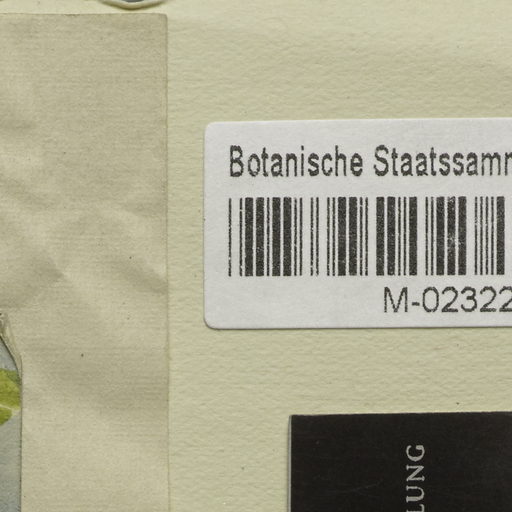 Botanische Staatssamm
M-02322
LUNG